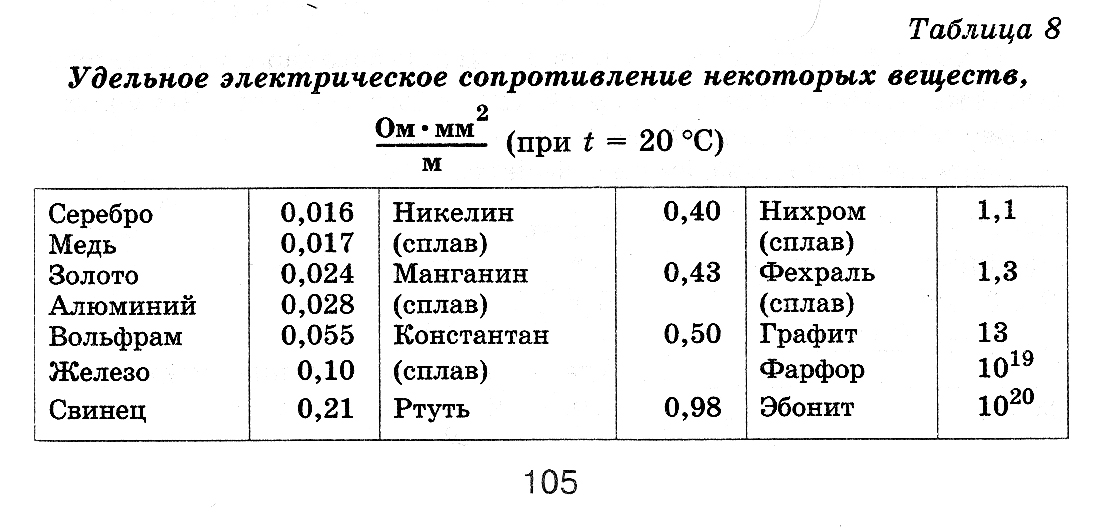 Таблица 8
Удельное электрическое сопротивление некоторых веществ,
Ом · мм²
м
(при t = 20 °С)
Серебро 0,016 Никелин 0,40 Нихром 1,1
Медь 0,017 (сплав) (сплав)
Золото 0,024 Манганин 0,43 Фехраль 1,3
Алюминий 0,028 (сплав) (сплав)
Вольфрам 0,055 Константан 0,50 Графит 13
Железо 0,10 (сплав) Фарфор 10¹⁹
Свинец 0,21 Ртуть 0,98 Эбонит 10²⁰
105